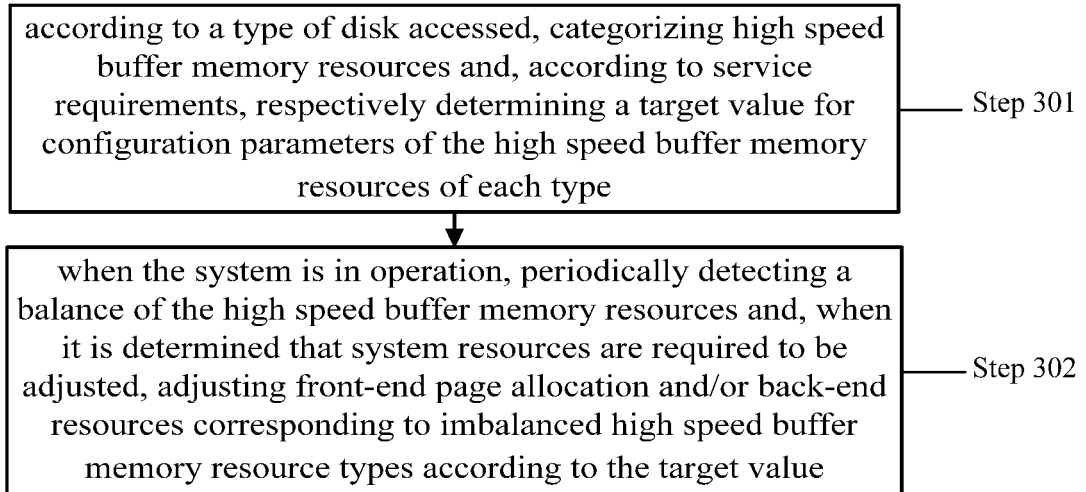 according to a type of disk accessed, categorizing high speed
buffer memory resources and, according to service
requirements, respectively determining a target value for
configuration parameters of the high speed buffer memory
resources of each type
Step 301
when the system is in operation, periodically detecting a
balance of the high speed buffer memory resources and, when
it is determined that system resources are required to be
adjusted, adjusting front-end page allocation and/or back-end
resources corresponding to imbalanced high speed buffer
memory resource types according to the target value
Step 302